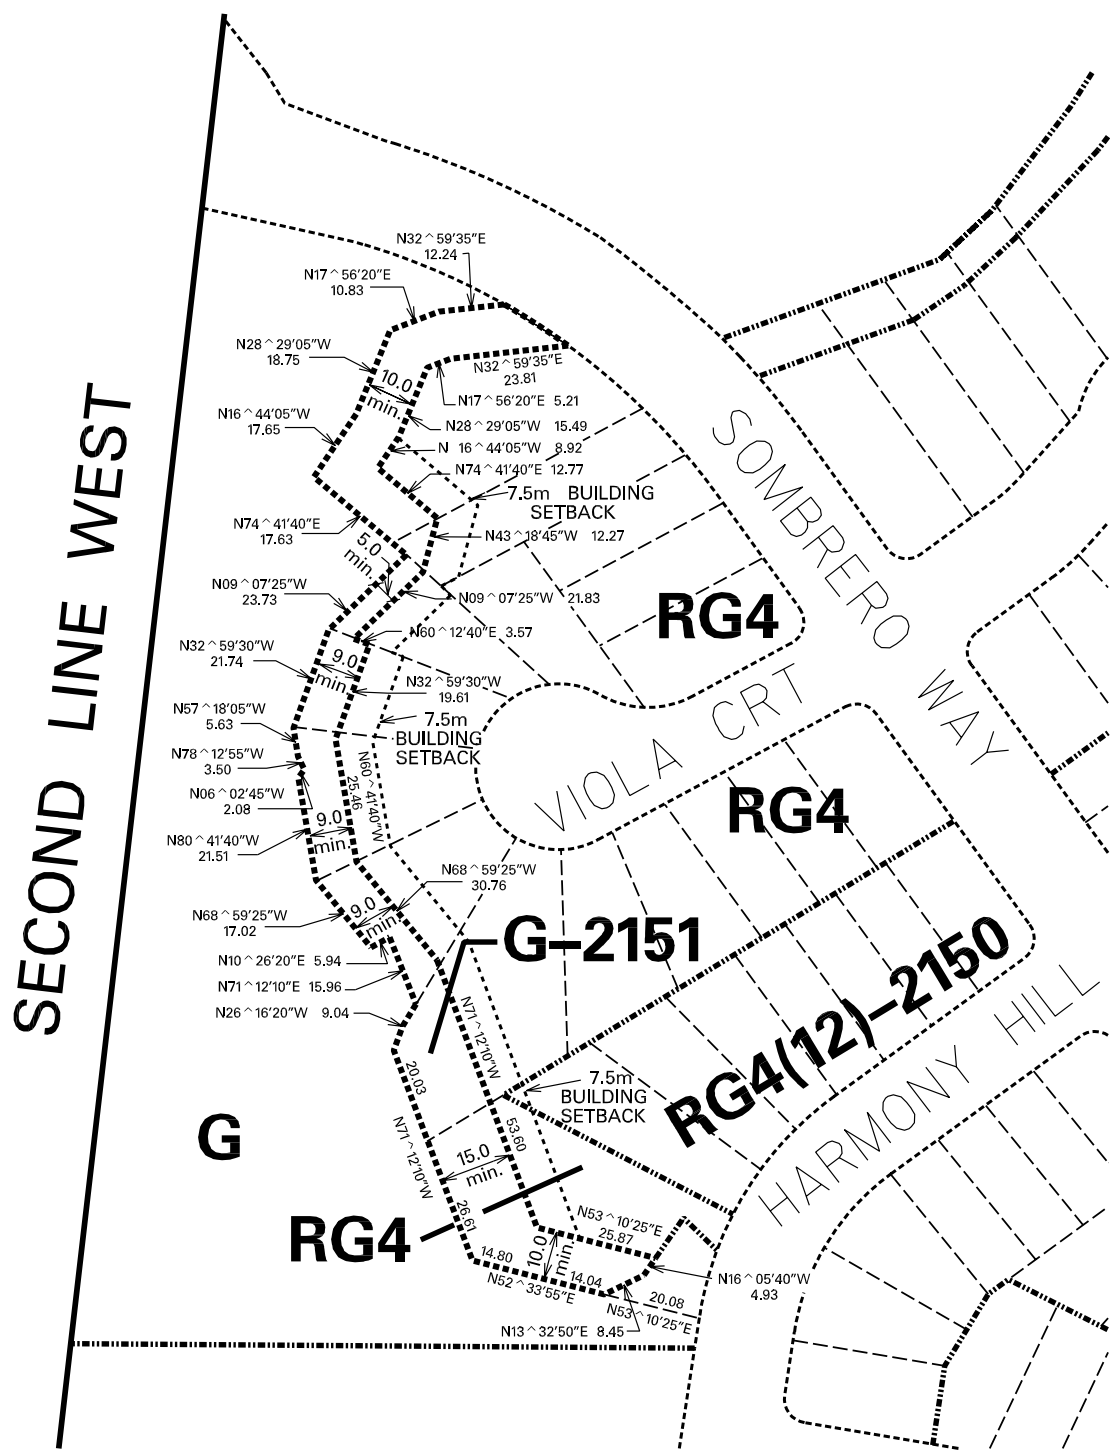 N32^59'35"E
12.24
N17^56'20"E
10.83
N28^29'05"W
18.75
N32^59'35"E
23.81
10.0
min.
N17^56'20"E 5.21
N16^44'05"W
17.65
N28^29'05"W 15.49
N 16^44'05"W 8.92
N74^41'40"E 12.77
7.5m BUILDING
SETBACK
N74^41'40"E
17.63
N43^18'45"W 12.27
5.0
min.
N09^07'25"W
23.73
N09^07'25"W 21.83
RG4
SOMBRERO WAY
N60^12'40"E 3.57
N32^59'30"W
21.74
9.0
min.
N32^59'30"W
19.61
N57^18'05"W
5.63
7.5m
BUILDING
SETBACK
VIOLA CRT
N78^12'55"W
3.50
N60^41'40"W
25.46
N06^02'45"W
2.08
RG4
9.0
min.
N80^41'40"W
21.51
N68^59'25"W
30.76
SECOND LINE WEST
N68^59'25"W
17.02
9.0
min.
G-2151
N10^26'20"E 5.94
N71^12'10"E 15.96
N26^16'20"W 9.04
RG4(12)-2150
HARMONY HILL
N71^12'10"W
53.60
20.03
7.5m
BUILDING
SETBACK
G
N71^12'10"W
26.61
15.0
min.
RG4
N53^10'25"E
25.87
10.0
min.
14.80
14.04
N52^33'55"E
N16^05'40"W
4.93
20.08
N53^10'25"E
N13^32'50"E 8.45